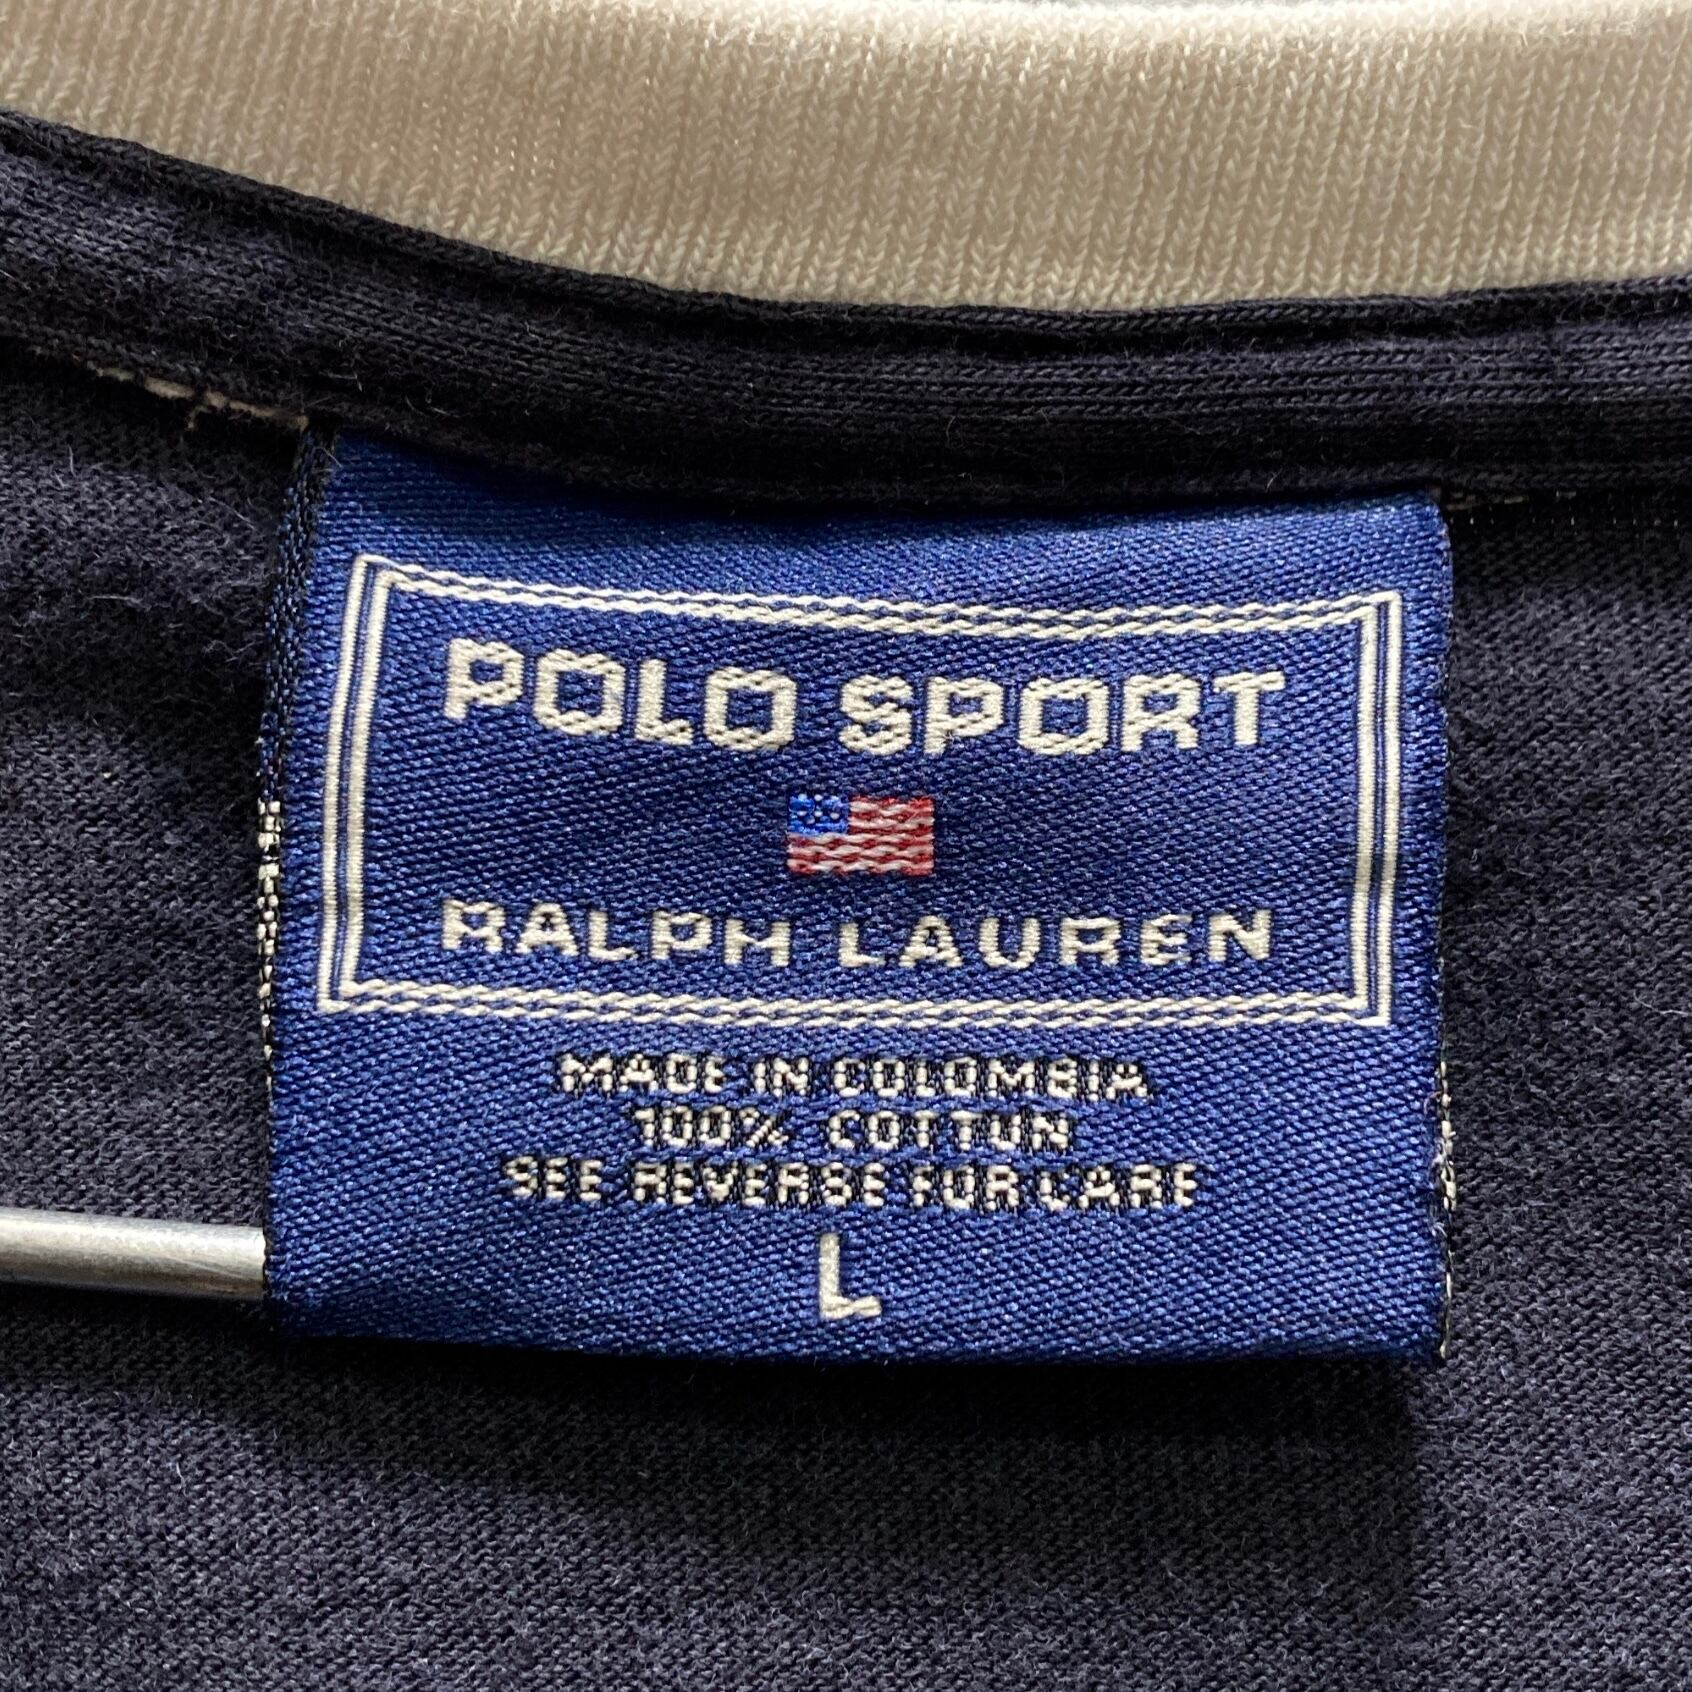 POLO SPORT
RALPH LAUREN
MADE IN COLOMBIA
100% COTTON
SEE REVERSE FOR CARE
L